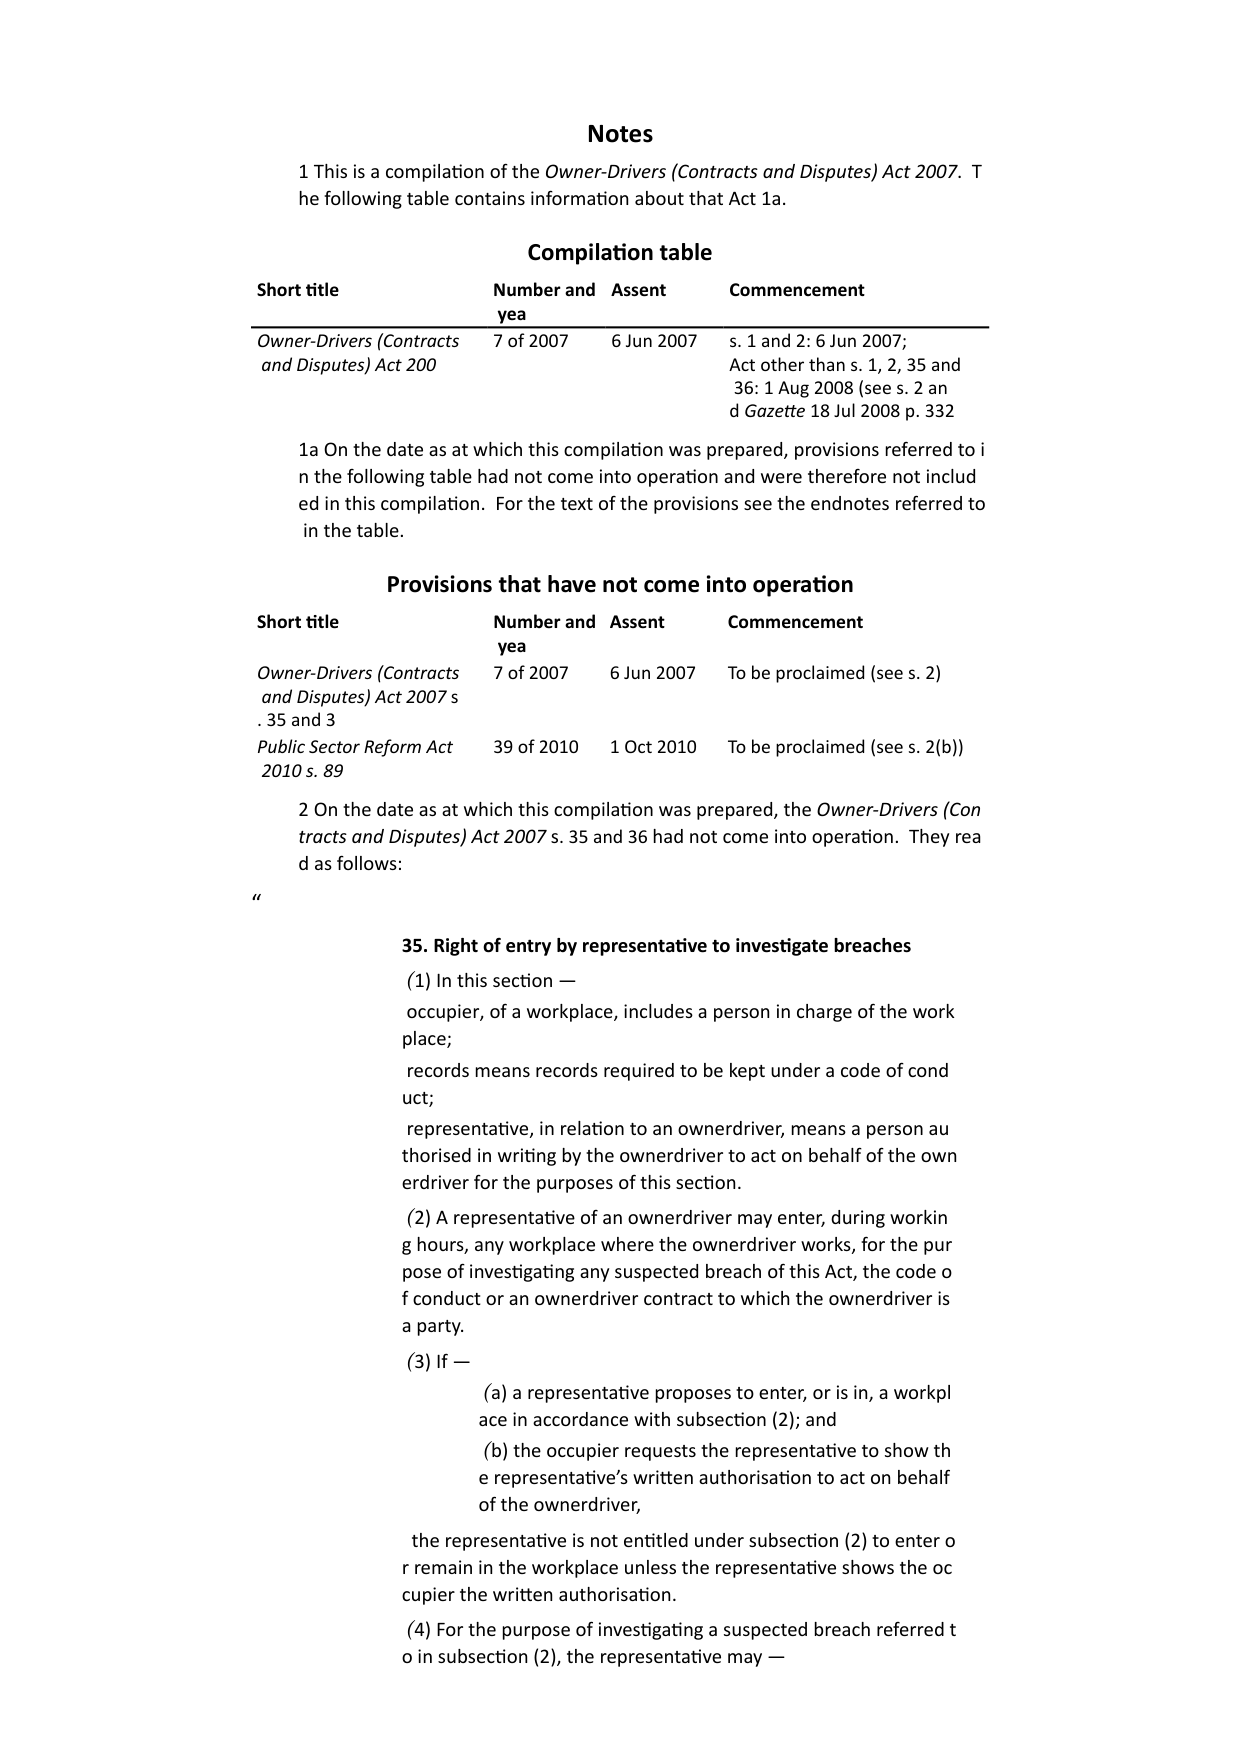 Notes
1 This is a compilation of the Owner-Drivers (Contracts and Disputes) Act 2007.  T
he following table contains information about that Act 1a.
Compilation table
Short title Number and Assent Commencement
yea
Owner-Drivers (Contracts 7 of 2007 6 Jun 2007 s. 1 and 2: 6 Jun 2007;
and Disputes) Act 200 Act other than s. 1, 2, 35 and
36: 1 Aug 2008 (see s. 2 an
d Gazette 18 Jul 2008 p. 332
1a On the date as at which this compilation was prepared, provisions referred to i
n the following table had not come into operation and were therefore not includ
ed in this compilation.  For the text of the provisions see the endnotes referred to
in the table.
Provisions that have not come into operation
Short title Number and Assent Commencement
yea
Owner-Drivers (Contracts 7 of 2007 6 Jun 2007 To be proclaimed (see s. 2)
and Disputes) Act 2007 s
. 35 and 3
Public Sector Reform Act 39 of 2010 1 Oct 2010 To be proclaimed (see s. 2(b))
2010 s. 89
2 On the date as at which this compilation was prepared, the Owner-Drivers (Con
tracts and Disputes) Act 2007 s. 35 and 36 had not come into operation.  They rea
d as follows:
“
35. Right of entry by representative to investigate breaches
(1) In this section —
occupier, of a workplace, includes a person in charge of the work
place;
records means records required to be kept under a code of cond
uct;
representative, in relation to an ownerdriver, means a person au
thorised in writing by the ownerdriver to act on behalf of the own
erdriver for the purposes of this section.
(2) A representative of an ownerdriver may enter, during workin
g hours, any workplace where the ownerdriver works, for the pur
pose of investigating any suspected breach of this Act, the code o
f conduct or an ownerdriver contract to which the ownerdriver is
a party.
(3) If —
(a) a representative proposes to enter, or is in, a workpl
ace in accordance with subsection (2); and
(b) the occupier requests the representative to show th
e representative’s written authorisation to act on behalf
of the ownerdriver,
the representative is not entitled under subsection (2) to enter o
r remain in the workplace unless the representative shows the oc
cupier the written authorisation.
(4) For the purpose of investigating a suspected breach referred t
o in subsection (2), the representative may —